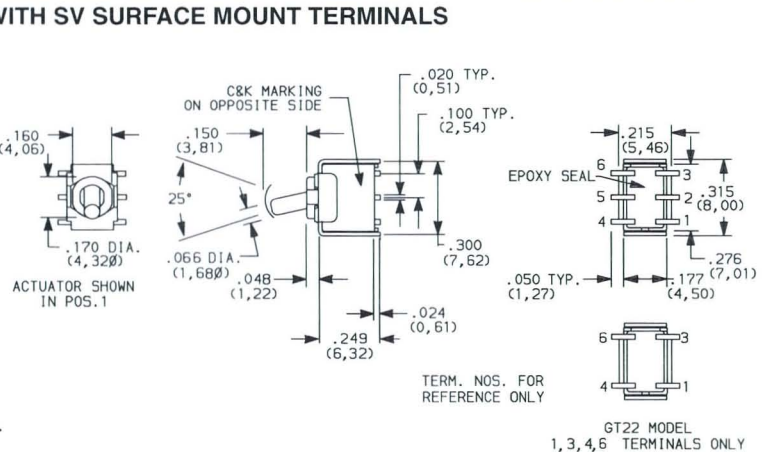 WITH SV SURFACE MOUNT TERMINALS
.020 TYP.
(0,51)
C&K MARKING
ON OPPOSITE SIDE
.100 TYP.
(2,54)
.160
(4,06)
.150
(3,81)
.215
(5,46)
6
3
EPOXY SEAL
25°
5
2
.315
(8,00)
4
1
.170 DIA.
(4,32Ø)
.066 DIA.
(1,68Ø)
.300
(7,62)
.276
(7,01)
ACTUATOR SHOWN
IN POS.1
.048
(1,22)
.050 TYP.
(1,27)
.177
(4,50)
.024
(0,61)
.249
(6,32)
6
3
TERM. NOS. FOR
REFERENCE ONLY
4
1
GT22 MODEL
1,3,4,6 TERMINALS ONLY